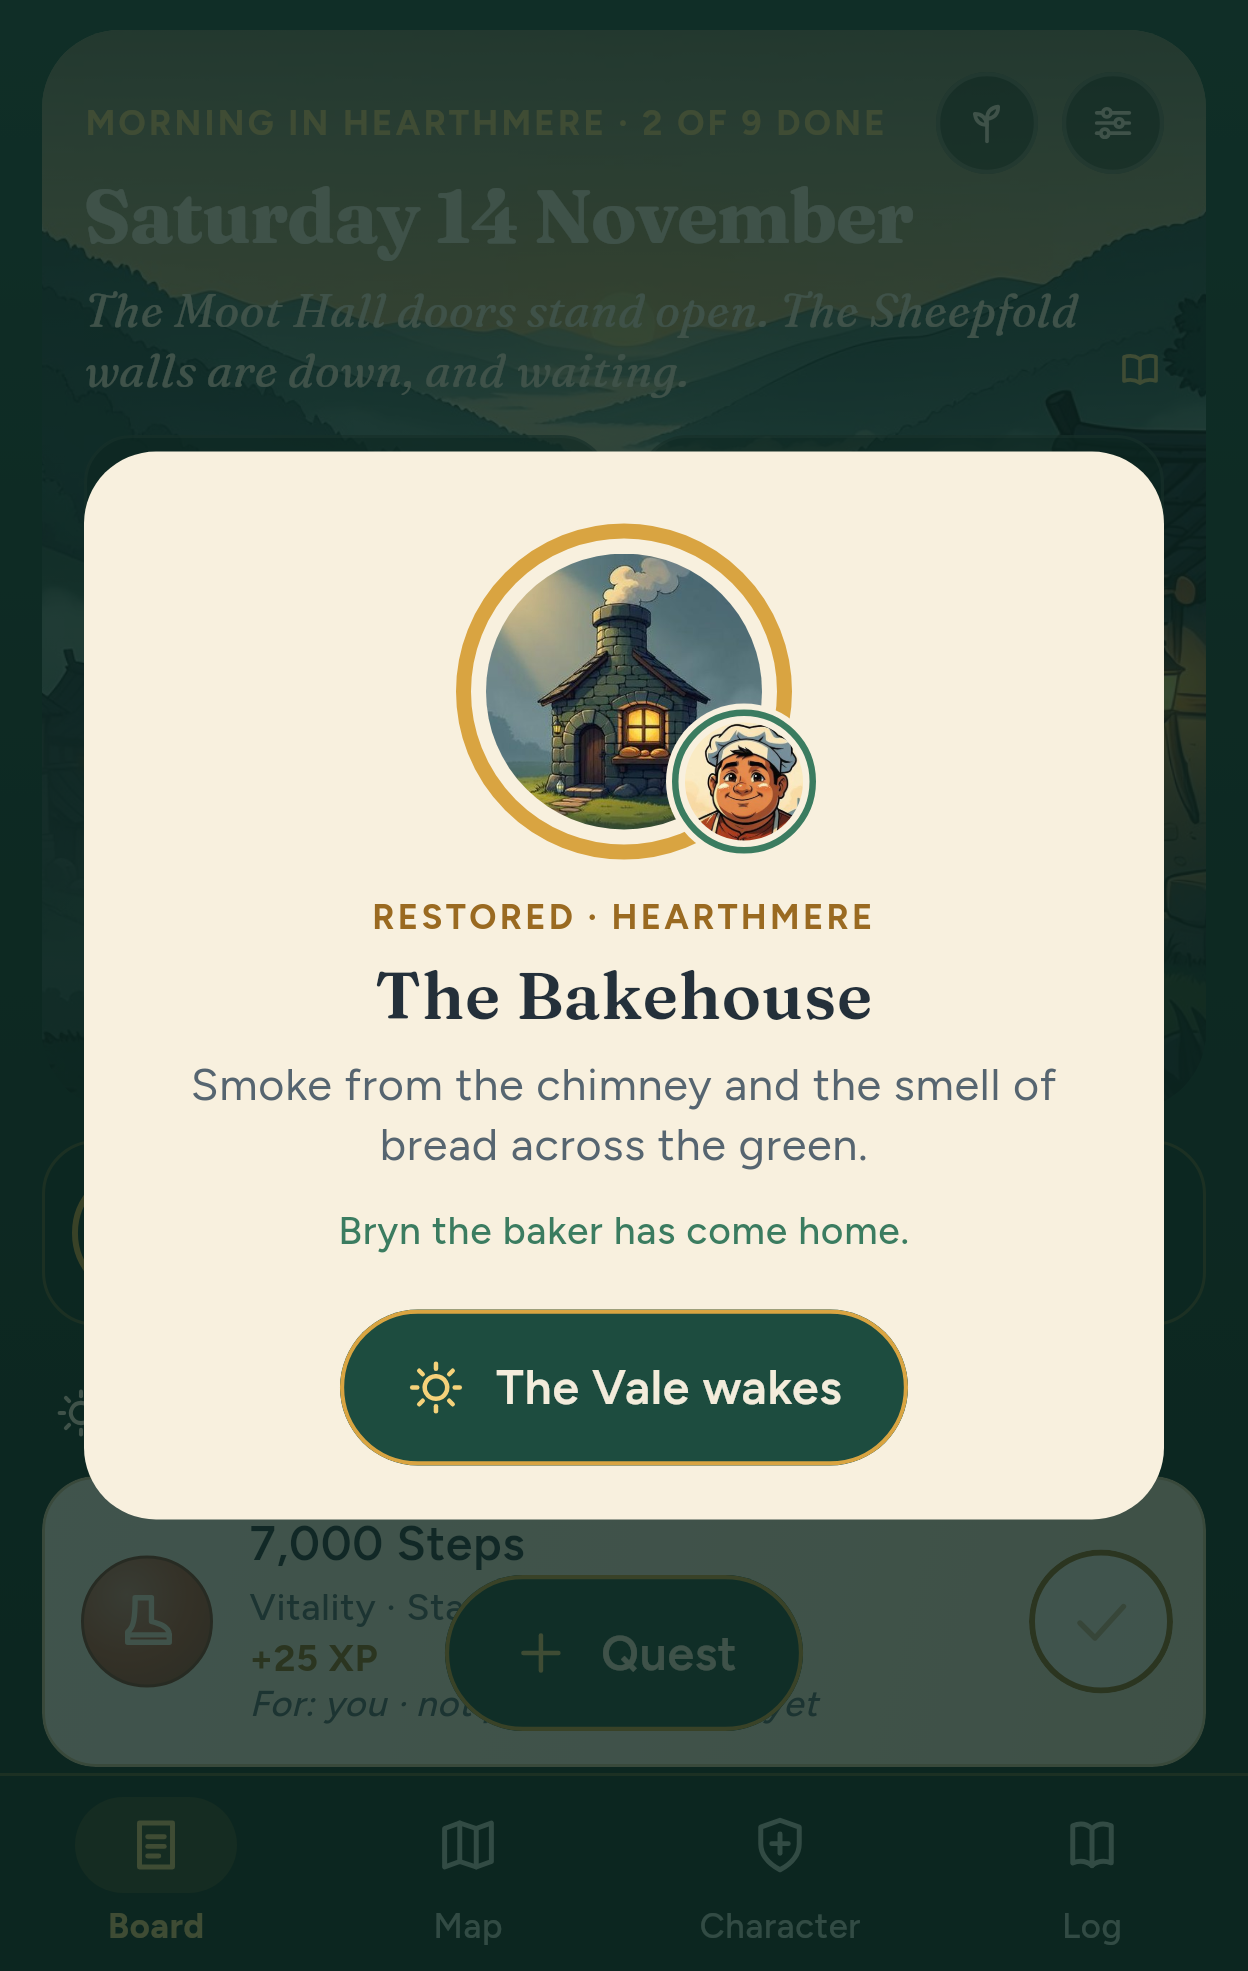 MORNING IN HEARTHMERE · 2 OF 9 DONE
Saturday 14 November
The Moot Hall doors stand open. The Sheepfold
walls are down, and waiting.
RESTORED · HEARTHMERE
The Bakehouse
Smoke from the chimney and the smell of
bread across the green.
Bryn the baker has come home.
The Vale wakes
7,000 Steps
Vitality · Sta
+25 XP
Quest
For: you · not yet
Board
Map
Character
Log